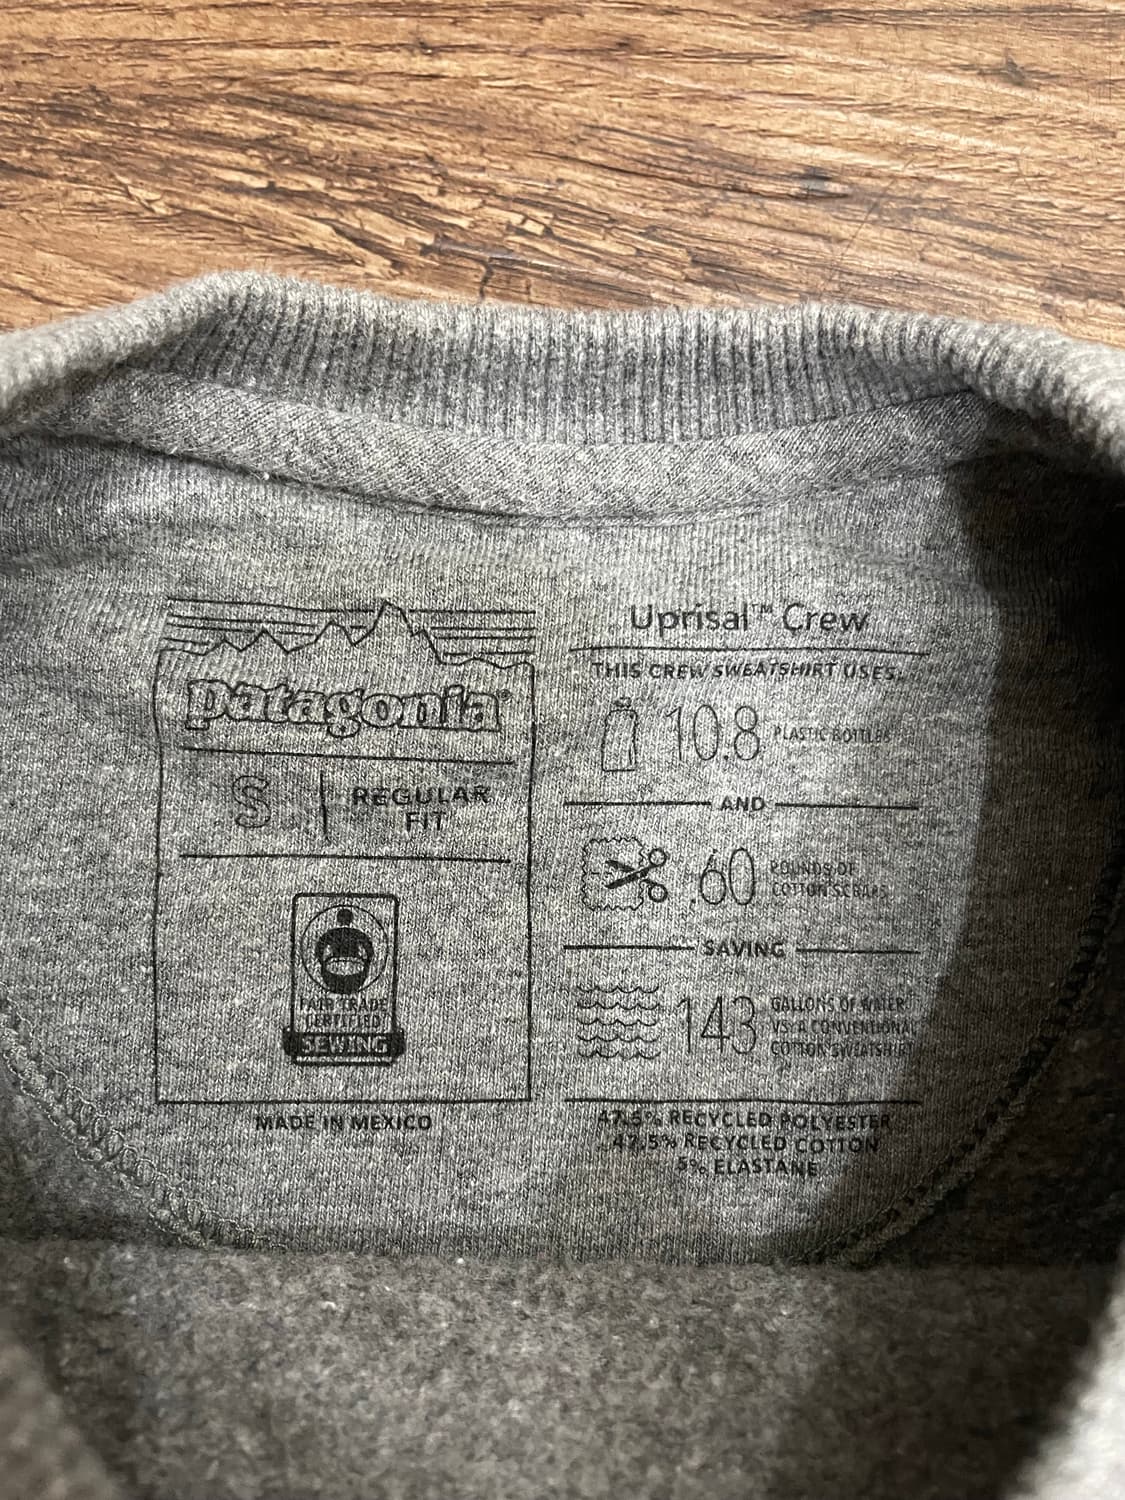 patagonia®
S
REGULAR
FIT
FAIR TRADE
CERTIFIED
SEWING
MADE IN MEXICO
Uprisal™ Crew
THIS CREW SWEATSHIRT USES...
10.8 PLASTIC BOTTLES
AND
.60 POUNDS OF
COTTON SCRAPS
SAVING
143 GALLONS OF WATER
VS. A CONVENTIONAL
COTTON SWEATSHIRT
47.5% RECYCLED POLYESTER
47.5% RECYCLED COTTON
5% ELASTANE